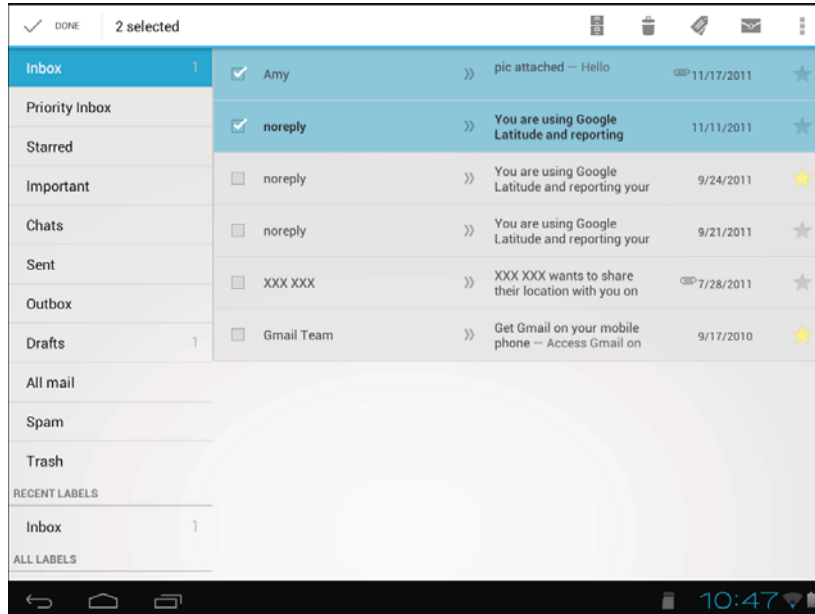 DONE 2 selected
Inbox 1
Priority Inbox
Starred
Important
Chats
Sent
Outbox
Drafts 1
All mail
Spam
Trash
RECENT LABELS
Inbox 1
ALL LABELS
Amy pic attached — Hello 11/17/2011
noreply You are using Google
Latitude and reporting 11/11/2011
noreply You are using Google
Latitude and reporting your 9/24/2011
noreply You are using Google
Latitude and reporting your 9/21/2011
XXX XXX XXX XXX wants to share
their location with you on 7/28/2011
Gmail Team Get Gmail on your mobile
phone — Access Gmail on 9/17/2010
10:47